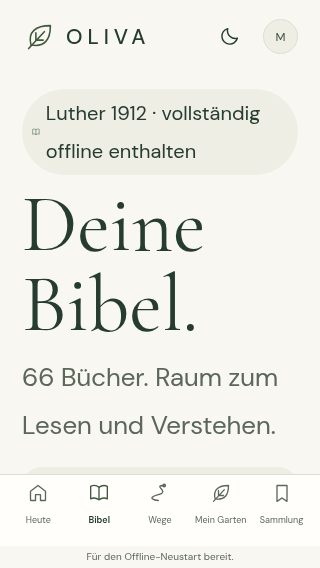 OLIVA
M
Luther 1912 · vollständig
offline enthalten
Deine
Bibel.
66 Bücher. Raum zum
Lesen und Verstehen.
Heute
Bibel
Wege
Mein Garten
Sammlung
Für den Offline-Neustart bereit.